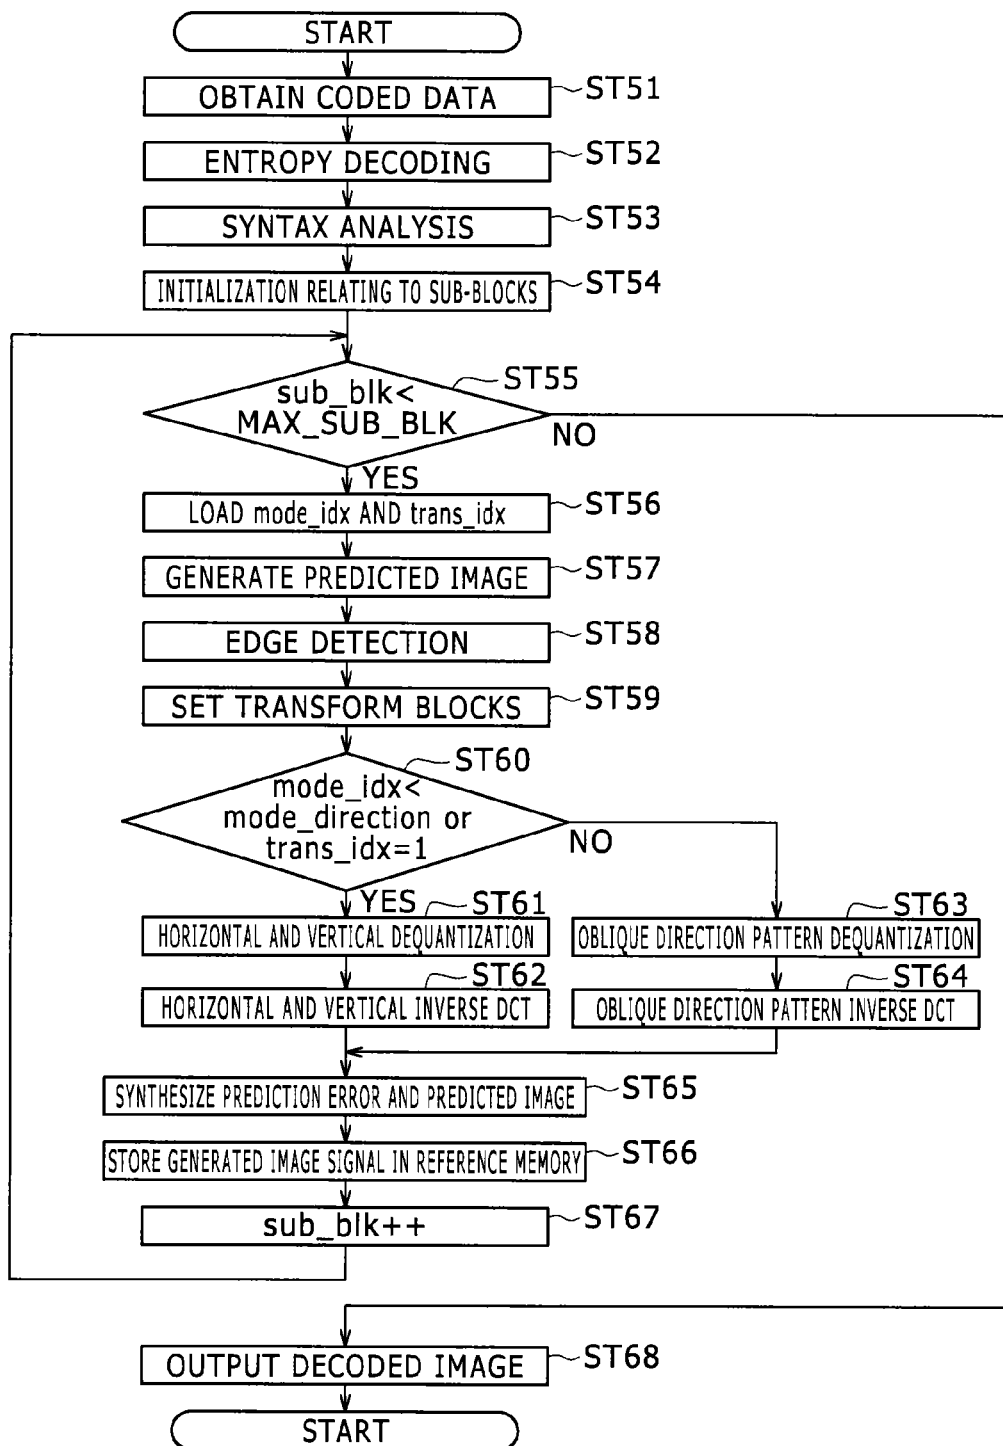 START
OBTAIN CODED DATA
ST51
ENTROPY DECODING
ST52
SYNTAX ANALYSIS
ST53
INITIALIZATION RELATING TO SUB-BLOCKS
ST54
ST55
sub_blk<
MAX_SUB_BLK
NO
YES
LOAD mode_idx AND trans_idx
ST56
GENERATE PREDICTED IMAGE
ST57
EDGE DETECTION
ST58
SET TRANSFORM BLOCKS
ST59
ST60
mode_idx<
mode_direction or
trans_idx=1
NO
YES
ST61
HORIZONTAL AND VERTICAL DEQUANTIZATION
ST63
OBLIQUE DIRECTION PATTERN DEQUANTIZATION
ST62
HORIZONTAL AND VERTICAL INVERSE DCT
ST64
OBLIQUE DIRECTION PATTERN INVERSE DCT
SYNTHESIZE PREDICTION ERROR AND PREDICTED IMAGE
ST65
STORE GENERATED IMAGE SIGNAL IN REFERENCE MEMORY
ST66
sub_blk++
ST67
OUTPUT DECODED IMAGE
ST68
START